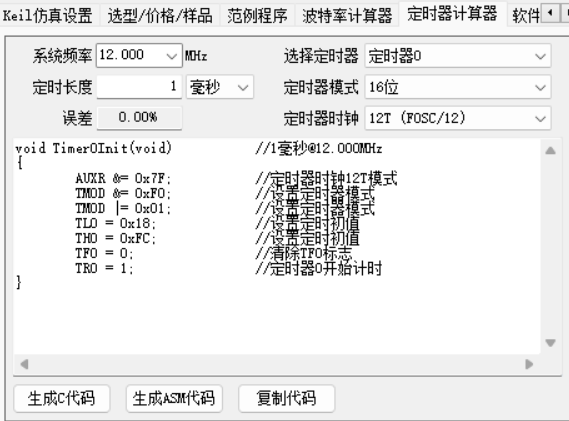 Keil仿真设置 选型/价格/样品 范例程序 波特率计算器 定时器计算器 软件
系统频率 12.000 MHz 选择定时器 定时器0
定时长度 1 毫秒 定时器模式 16位
误差 0.00% 定时器时钟 12T (FOSC/12)
void Timer0Init(void) //1毫秒@12.000MHz
{
AUXR &= 0x7F; //定时器时钟12T模式
TMOD &= 0xF0; //设置定时器模式
TMOD |= 0x01; //设置定时器模式
TL0 = 0x18; //设置定时初值
TH0 = 0xFC; //设置定时初值
TF0 = 0; //清除TF0标志
TR0 = 1; //定时器0开始计时
}
生成C代码 生成ASM代码 复制代码